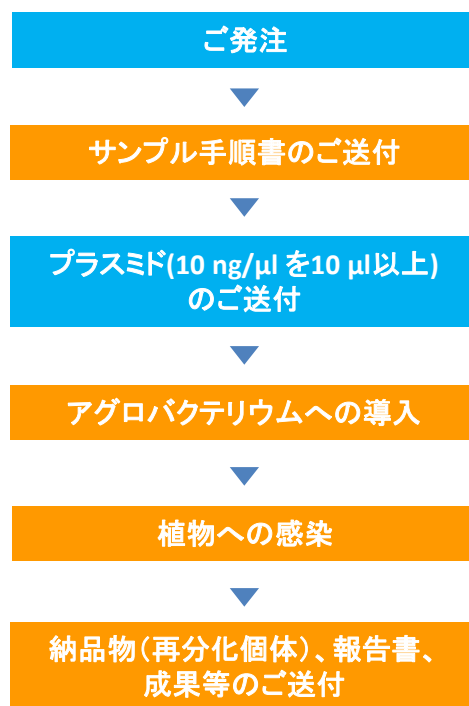 ご発注
サンプル手順書のご送付
プラスミド(10 ng/µl を10 µl以上)
のご送付
アグロバクテリウムへの導入
植物への感染
納品物（再分化個体）、報告書、
成果等のご送付